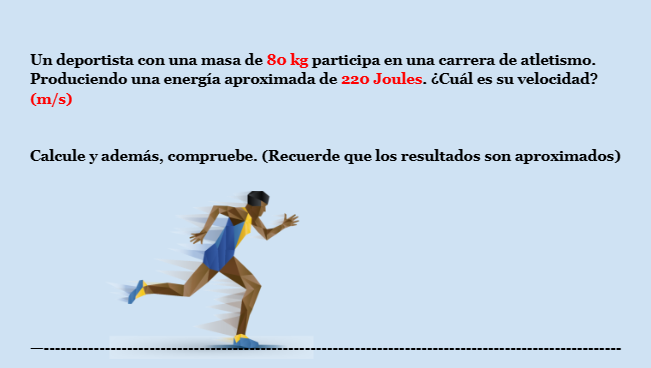 Un deportista con una masa de 80 kg participa en una carrera de atletismo.
Produciendo una energía aproximada de 220 Joules. ¿Cuál es su velocidad?
(m/s)
Calcule y además, compruebe. (Recuerde que los resultados son aproximados)